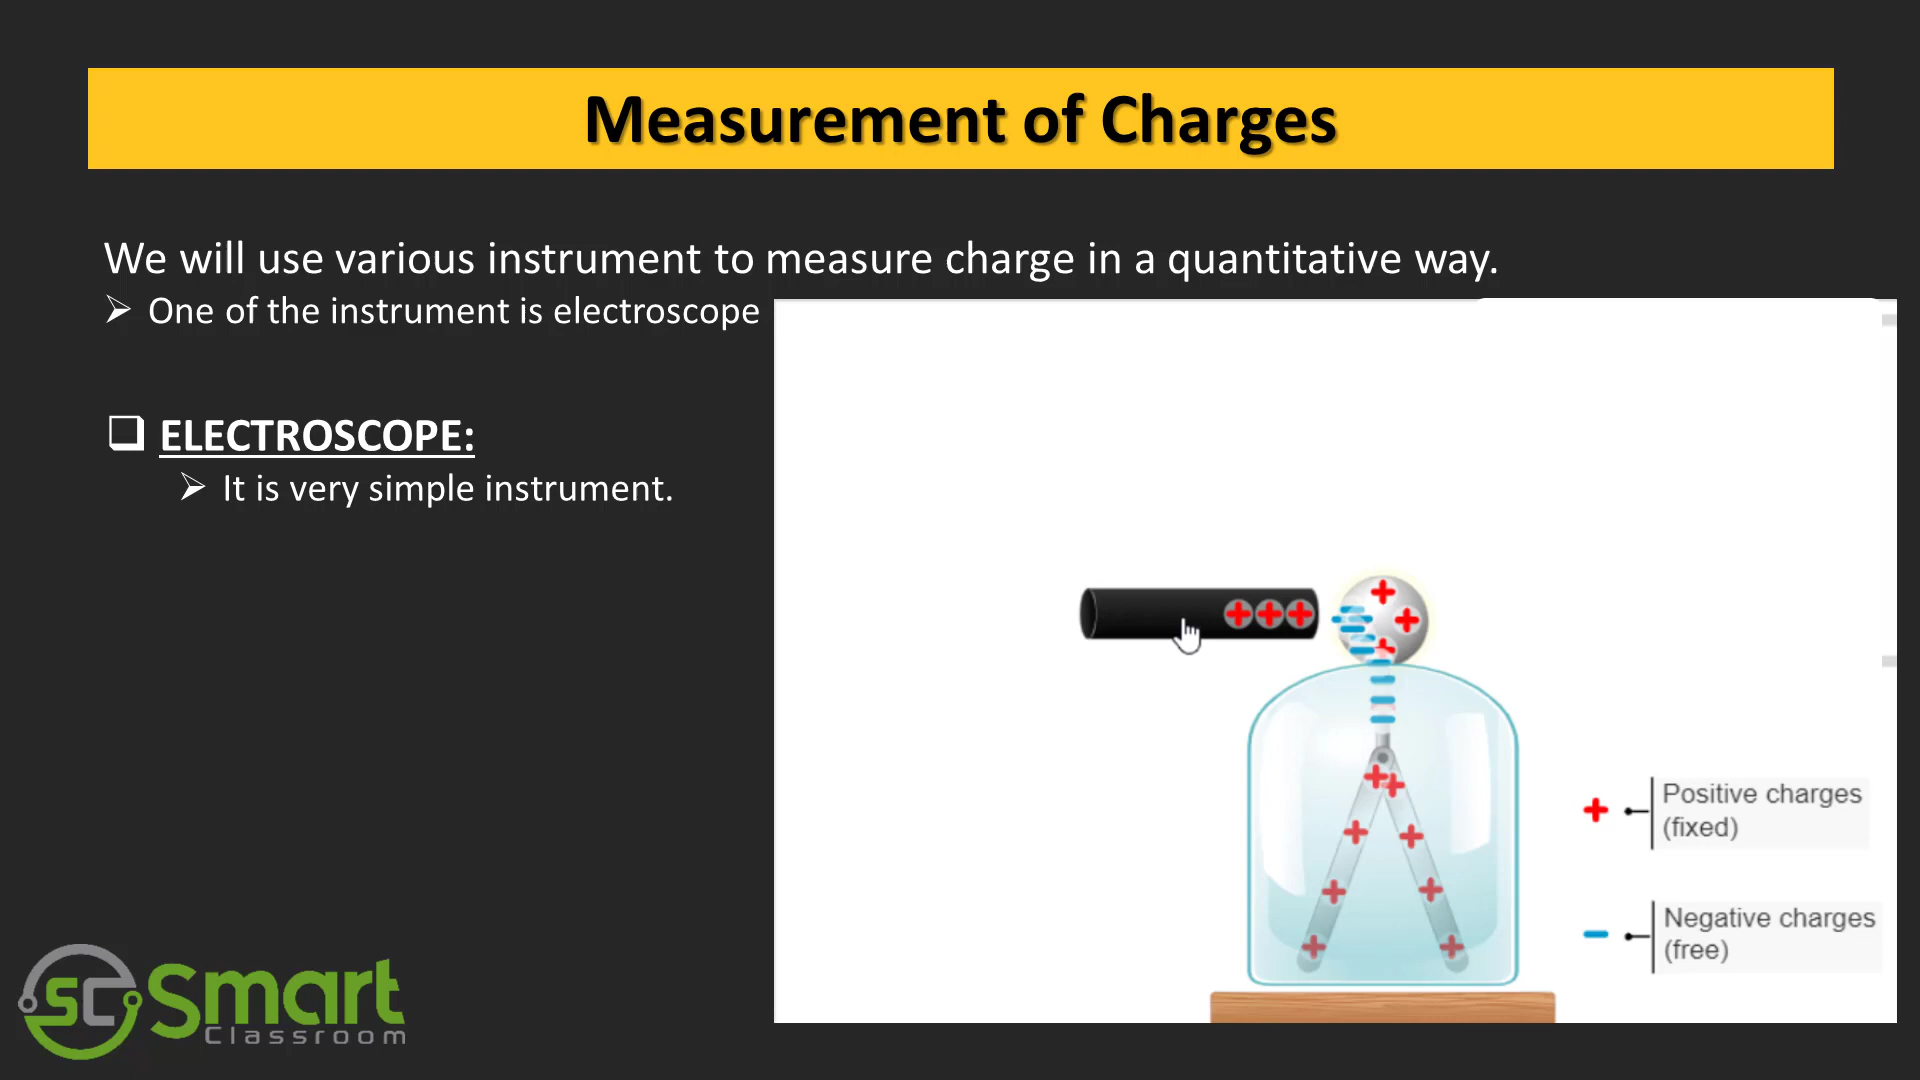 Measurement of Charges
We will use various instrument to measure charge in a quantitative way.
➢ One of the instrument is electroscope
❑ ELECTROSCOPE:
➢ It is very simple instrument.
Positive charges
(fixed)
Negative charges
(free)
sc Smart
Classroom